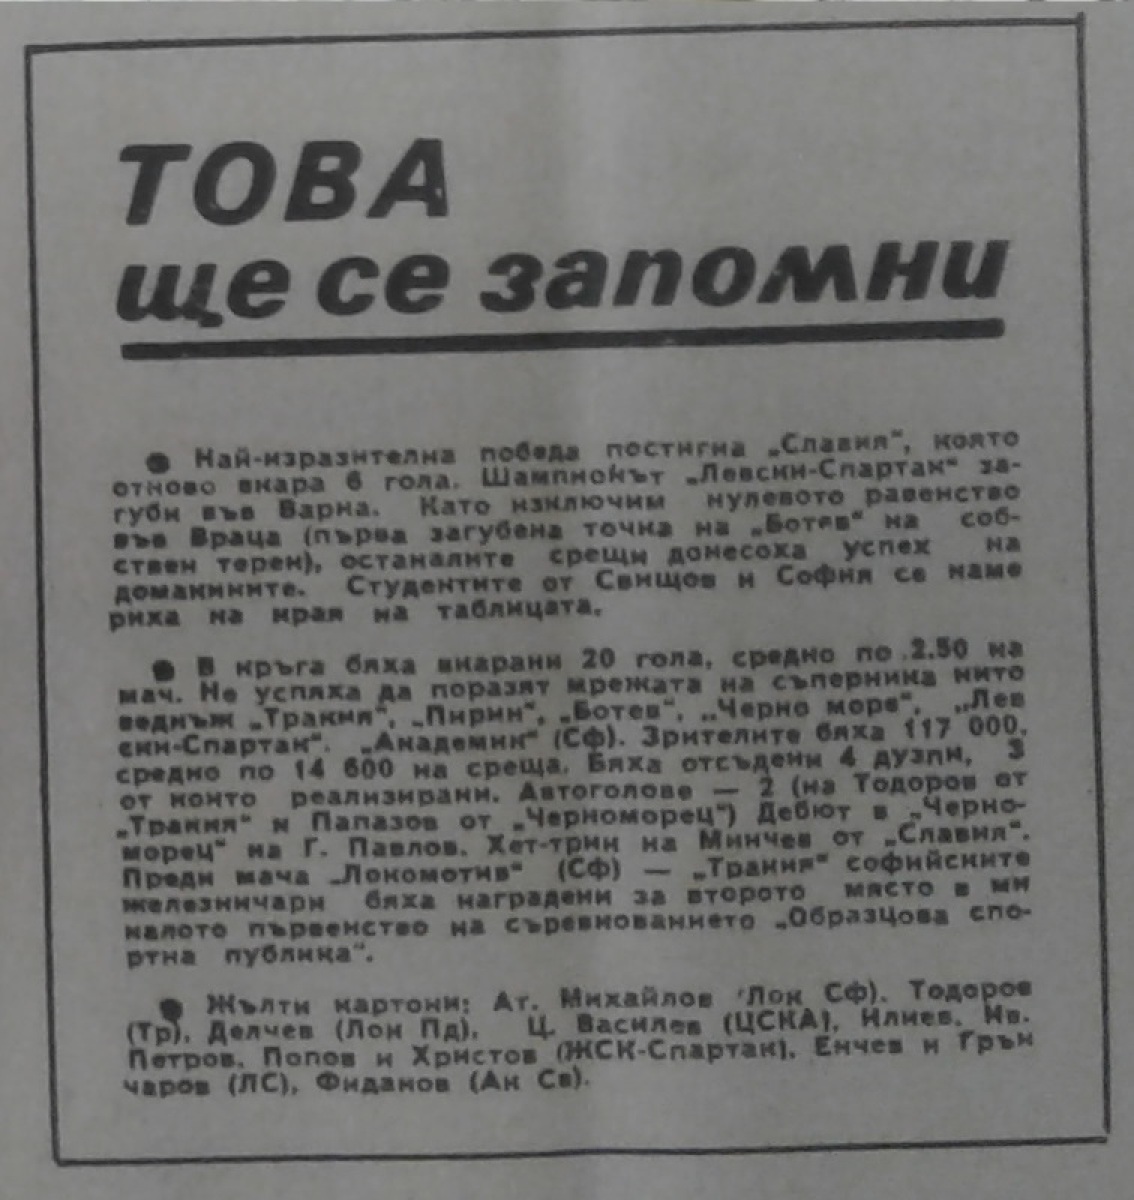 ТОВА
ще се запомни
● Най-изразителна победа постигна „Славия“, която
отново вкара 6 гола. Шампионът „Левски-Спартак“ за-
губи във Варна. Като изключим нулевото равенство
във Враца (първа загубена точка на „Ботев“ на соб-
ствен терен), останалите срещи донесоха успех на
домакините. Студентите от Свищов и София се наме
риха на края на таблицата.
● В кръга бяха вкарани 20 гола, средно по 2.50 на
мач. Не успяха да поразят мрежата на съперника нито
веднъж „Тракия“, „Пирин“, „Ботев“, „Черно море“, „Лев
ски-Спартак“. „Академик“ (Сф). Зрителите бяха 117 000,
средно по 14 600 на среща. Бяха отсъдени 4 дузпи, 3
от които реализирани. Автоголове — 2 (на Тодоров от
„Тракия“ и Папазов от „Черноморец“) Дебют в „Черно-
морец“ на Г. Павлов. Хет-трик на Минчев от „Славия“.
Преди мача „Локомотив“ (Сф) — „Тракия“ софийските
железничари бяха наградени за второто място в ми
налото първенство на съревнованието „Образцова спо-
ртна публика“.
● Жълти картони: Ат. Михайлов (Лок Сф). Тодоров
(Тр), Делчев (Лок Пд). Ц. Василев (ЦСКА), Илиев, Ив.
Петров, Попов и Христов (ЖСК-Спартак), Енчев и Грън
чаров (ЛС), Фиданов (Ак Св).